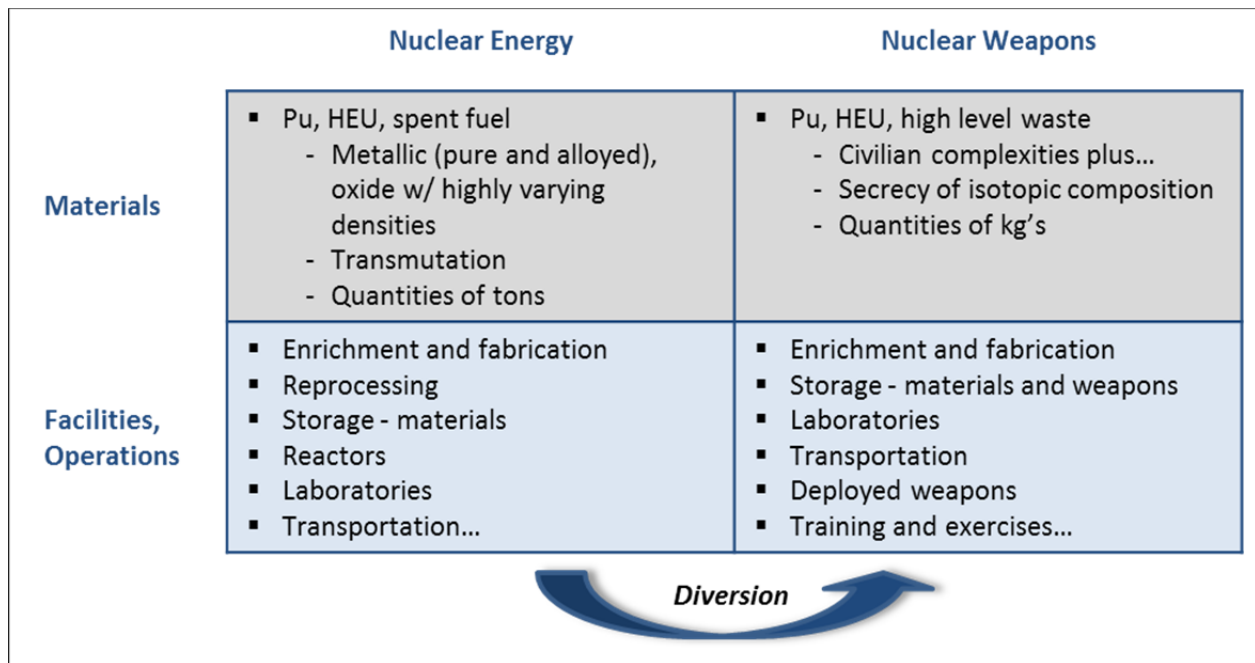 Nuclear Energy
Nuclear Weapons
Materials
▪ Pu, HEU, spent fuel
- Metallic (pure and alloyed),
oxide w/ highly varying
densities
- Transmutation
- Quantities of tons
▪ Pu, HEU, high level waste
- Civilian complexities plus…
- Secrecy of isotopic composition
- Quantities of kg's
Facilities,
Operations
▪ Enrichment and fabrication
▪ Reprocessing
▪ Storage - materials
▪ Reactors
▪ Laboratories
▪ Transportation…
▪ Enrichment and fabrication
▪ Storage - materials and weapons
▪ Laboratories
▪ Transportation
▪ Deployed weapons
▪ Training and exercises…
Diversion